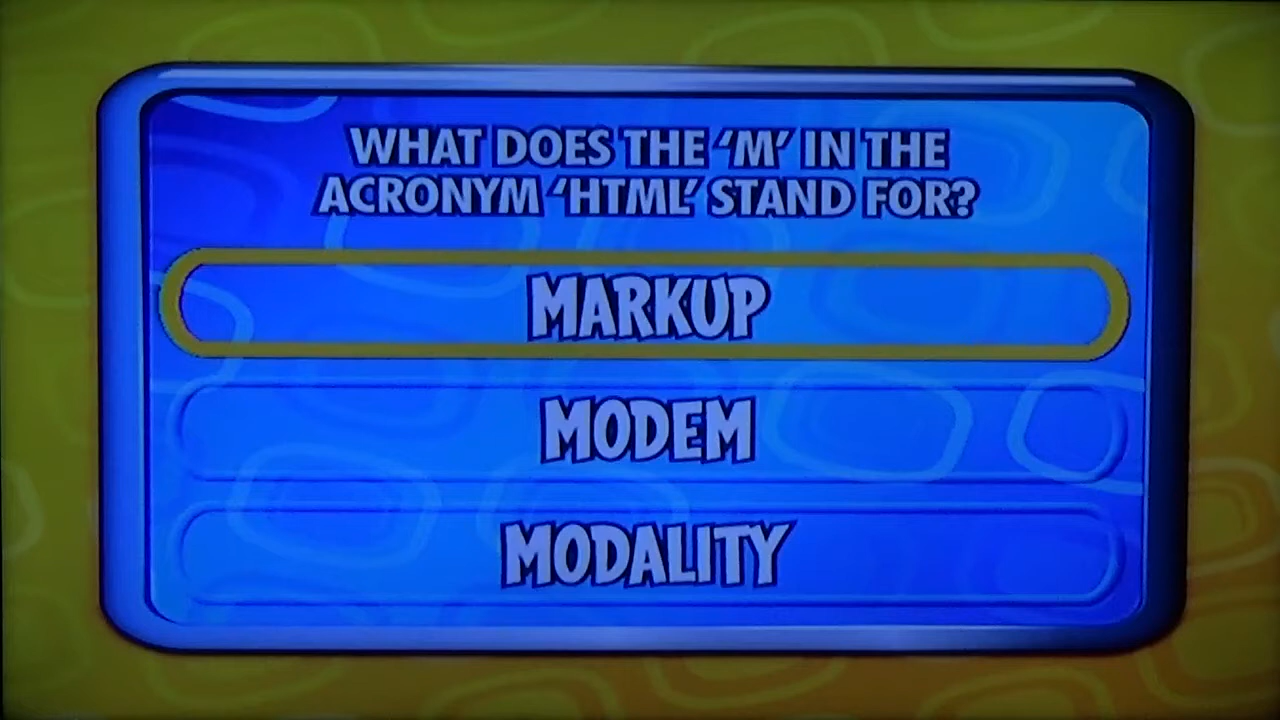 WHAT DOES THE 'M' IN THE
ACRONYM 'HTML' STAND FOR?
MARKUP
MODEM
MODALITY